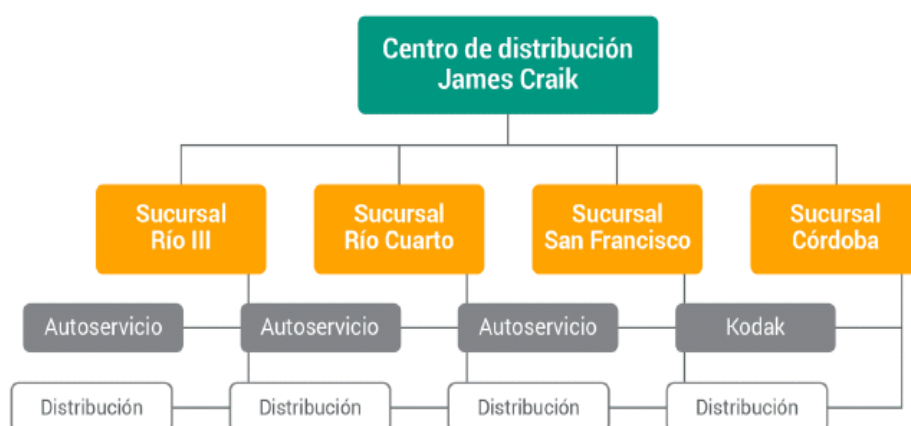 Centro de distribución
James Craik
Sucursal
Río III
Sucursal
Río Cuarto
Sucursal
San Francisco
Sucursal
Córdoba
Autoservicio
Autoservicio
Autoservicio
Kodak
Distribución
Distribución
Distribución
Distribución